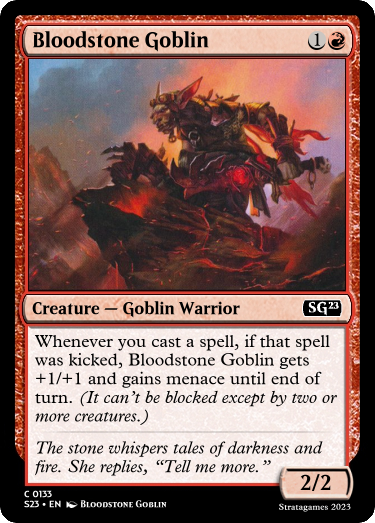 Bloodstone Goblin 1
Creature — Goblin Warrior SG23
Whenever you cast a spell, if that spell
was kicked, Bloodstone Goblin gets
+1/+1 and gains menace until end of
turn. (It can't be blocked except by two or
more creatures.)
The stone whispers tales of darkness and
fire. She replies, “Tell me more.”
2/2
C 0133
S23 • EN Bloodstone Goblin
Stratagames 2023